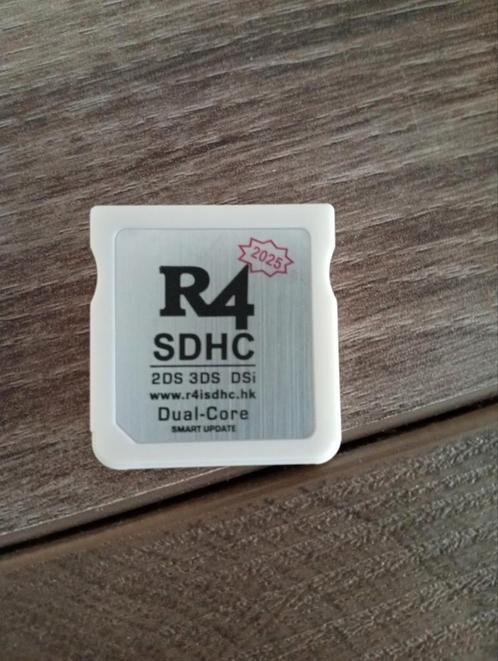 2025
R4
SDHC
2DS 3DS DSi
www.r4isdhc.hk
Dual-Core
SMART UPDATE